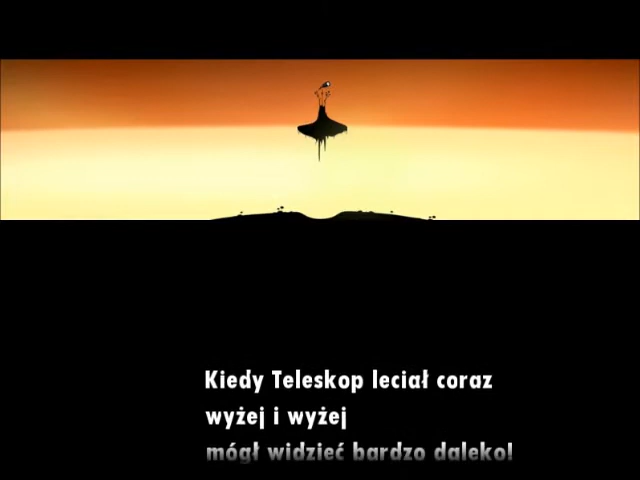 Kiedy Teleskop leciał coraz
wyżej i wyżej
mógł widzieć bardzo daleko!